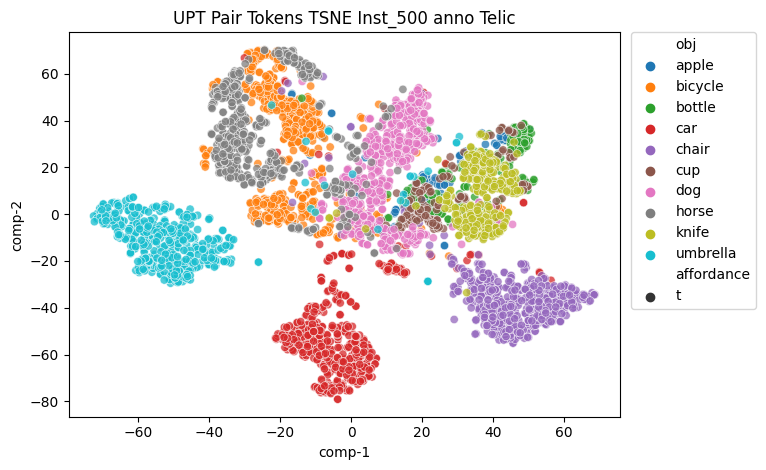 UPT Pair Tokens TSNE Inst_500 anno Telic
comp-2
60
40
20
0
−20
−40
−60
−80
−60
−40
−20
0
20
40
60
comp-1
obj
apple
bicycle
bottle
car
chair
cup
dog
horse
knife
umbrella
affordance
t